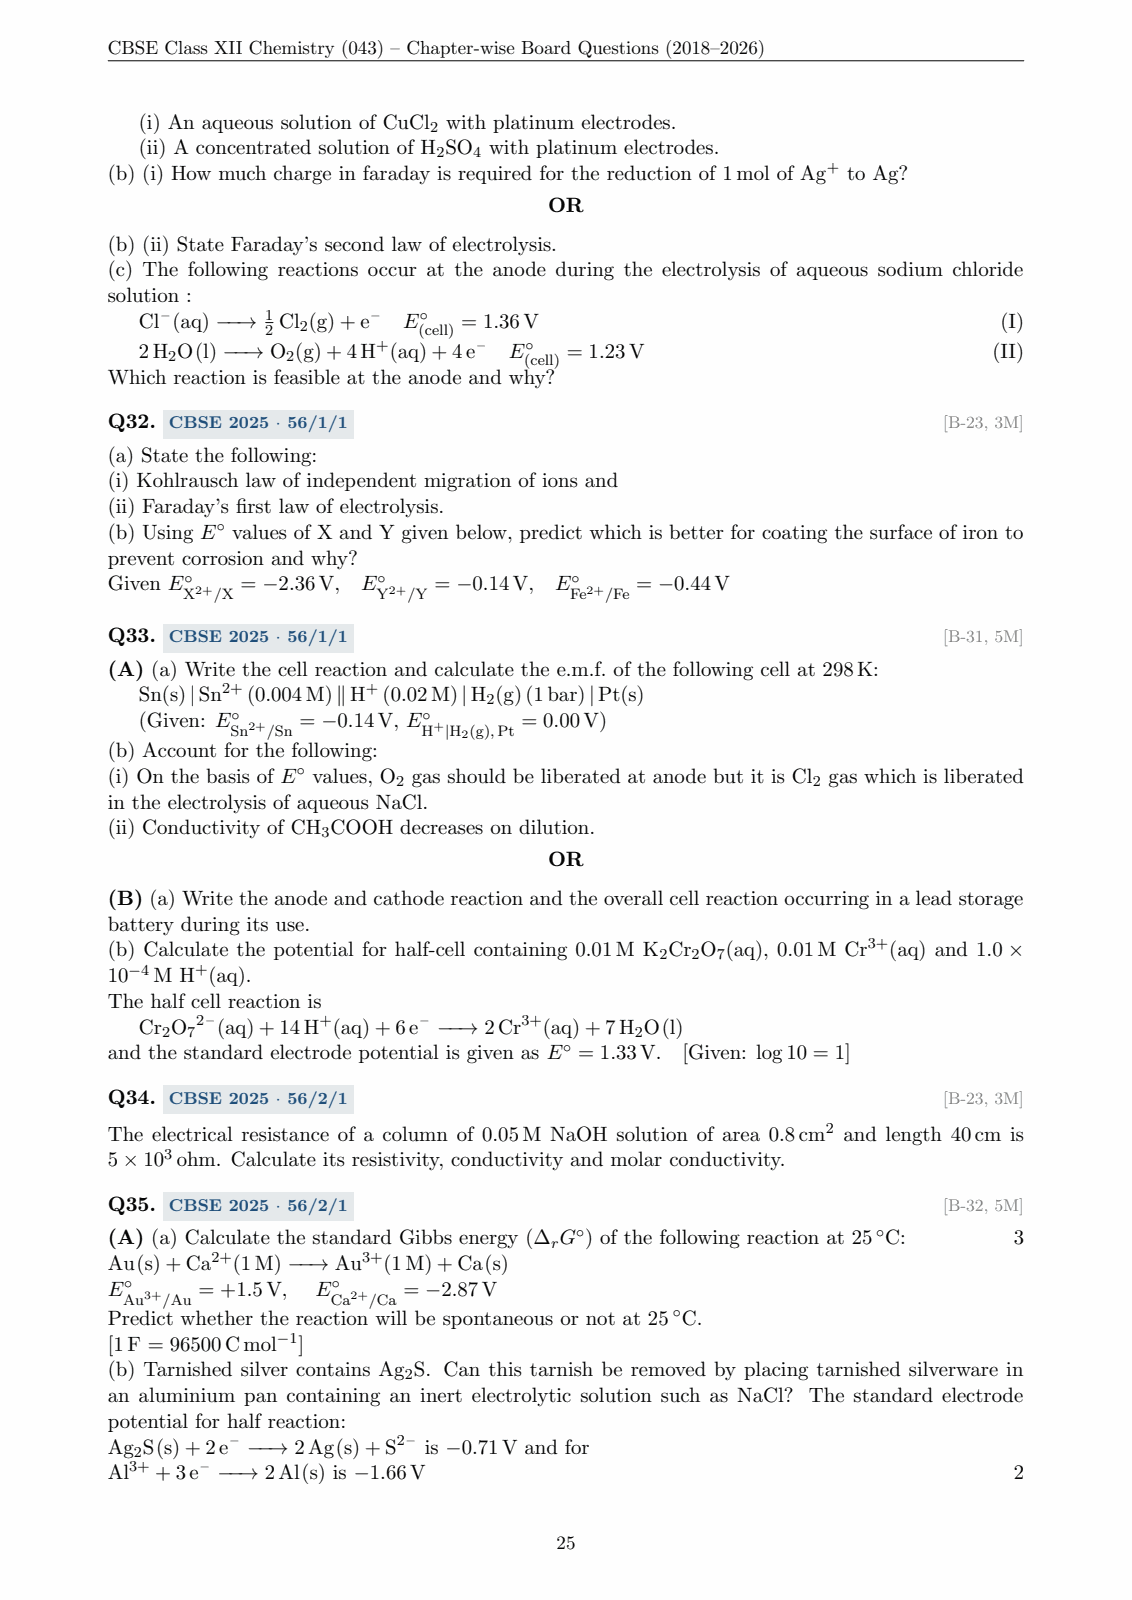 CBSE Class XII Chemistry (043) – Chapter-wise Board Questions (2018–2026)
(i) An aqueous solution of CuCl₂ with platinum electrodes.
(ii) A concentrated solution of H₂SO₄ with platinum electrodes.
(b) (i) How much charge in faraday is required for the reduction of 1 mol of Ag⁺ to Ag?
OR
(b) (ii) State Faraday's second law of electrolysis.
(c) The following reactions occur at the anode during the electrolysis of aqueous sodium chloride
solution :
Cl⁻(aq) ⟶ ½ Cl₂(g) + e⁻ E°(cell) = 1.36 V (I)
2 H₂O(l) ⟶ O₂(g) + 4 H⁺(aq) + 4 e⁻ E°(cell) = 1.23 V (II)
Which reaction is feasible at the anode and why?
Q32. CBSE 2025 · 56/1/1 [B-23, 3M]
(a) State the following:
(i) Kohlrausch law of independent migration of ions and
(ii) Faraday's first law of electrolysis.
(b) Using E° values of X and Y given below, predict which is better for coating the surface of iron to
prevent corrosion and why?
Given E°X²⁺/X = −2.36 V, E°Y²⁺/Y = −0.14 V, E°Fe²⁺/Fe = −0.44 V
Q33. CBSE 2025 · 56/1/1 [B-31, 5M]
(A) (a) Write the cell reaction and calculate the e.m.f. of the following cell at 298 K:
Sn(s) | Sn²⁺ (0.004 M) ‖ H⁺ (0.02 M) | H₂(g) (1 bar) | Pt(s)
(Given: E°Sn²⁺/Sn = −0.14 V, E°H⁺|H₂(g), Pt = 0.00 V)
(b) Account for the following:
(i) On the basis of E° values, O₂ gas should be liberated at anode but it is Cl₂ gas which is liberated
in the electrolysis of aqueous NaCl.
(ii) Conductivity of CH₃COOH decreases on dilution.
OR
(B) (a) Write the anode and cathode reaction and the overall cell reaction occurring in a lead storage
battery during its use.
(b) Calculate the potential for half-cell containing 0.01 M K₂Cr₂O₇(aq), 0.01 M Cr³⁺(aq) and 1.0 ×
10⁻⁴ M H⁺(aq).
The half cell reaction is
Cr₂O₇²⁻(aq) + 14 H⁺(aq) + 6 e⁻ ⟶ 2 Cr³⁺(aq) + 7 H₂O(l)
and the standard electrode potential is given as E° = 1.33 V. [Given: log 10 = 1]
Q34. CBSE 2025 · 56/2/1 [B-23, 3M]
The electrical resistance of a column of 0.05 M NaOH solution of area 0.8 cm² and length 40 cm is
5 × 10³ ohm. Calculate its resistivity, conductivity and molar conductivity.
Q35. CBSE 2025 · 56/2/1 [B-32, 5M]
(A) (a) Calculate the standard Gibbs energy (ΔᵣG°) of the following reaction at 25 °C: 3
Au(s) + Ca²⁺(1 M) ⟶ Au³⁺(1 M) + Ca(s)
E°Au³⁺/Au = +1.5 V, E°Ca²⁺/Ca = −2.87 V
Predict whether the reaction will be spontaneous or not at 25 °C.
[1 F = 96500 C mol⁻¹]
(b) Tarnished silver contains Ag₂S. Can this tarnish be removed by placing tarnished silverware in
an aluminium pan containing an inert electrolytic solution such as NaCl? The standard electrode
potential for half reaction:
Ag₂S(s) + 2 e⁻ ⟶ 2 Ag(s) + S²⁻ is −0.71 V and for
Al³⁺ + 3 e⁻ ⟶ 2 Al(s) is −1.66 V 2
25